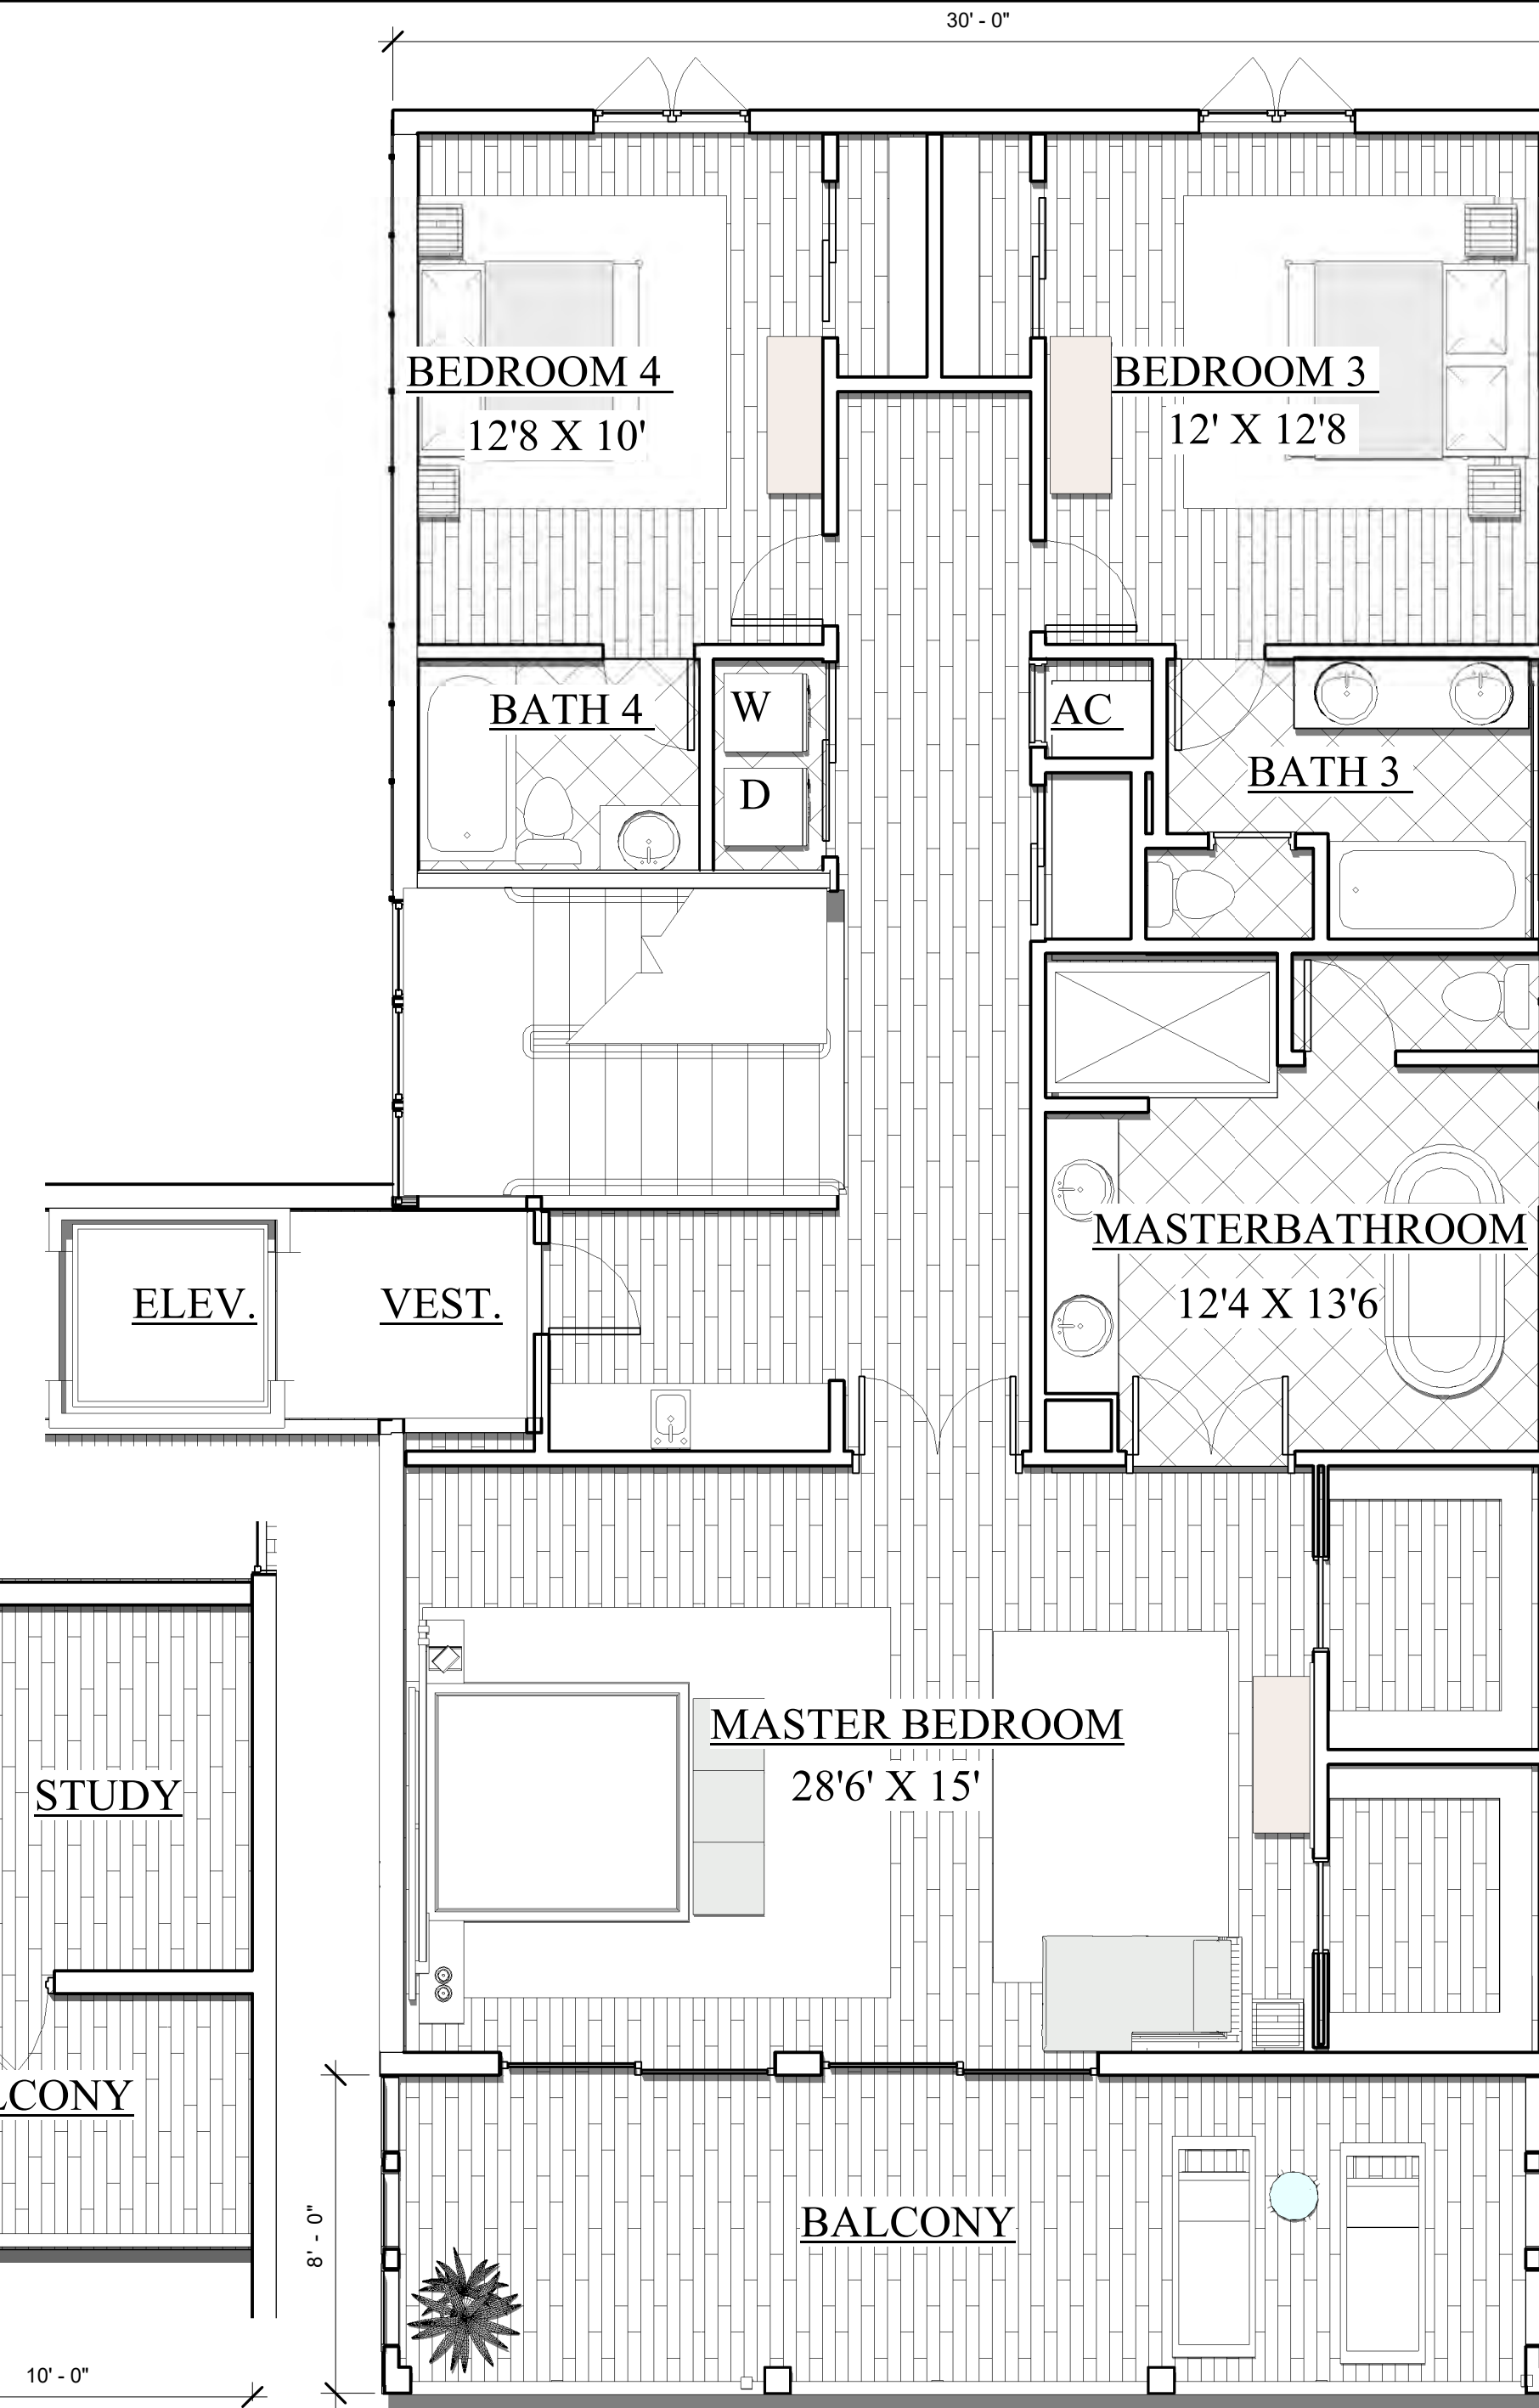 30' - 0"
BEDROOM 4
12'8 X 10'
BEDROOM 3
12' X 12'8
BATH 4
W
D
AC
BATH 3
MASTERBATHROOM
12'4 X 13'6
ELEV.
VEST.
MASTER BEDROOM
28'6' X 15'
STUDY
LCONY
BALCONY
8' - 0"
10' - 0"